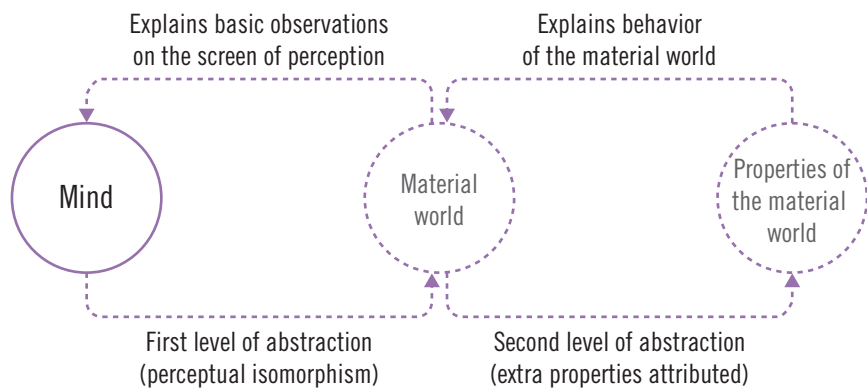 Explains basic observations
on the screen of perception
Explains behavior
of the material world
Mind
Material
world
Properties of
the material
world
First level of abstraction
(perceptual isomorphism)
Second level of abstraction
(extra properties attributed)